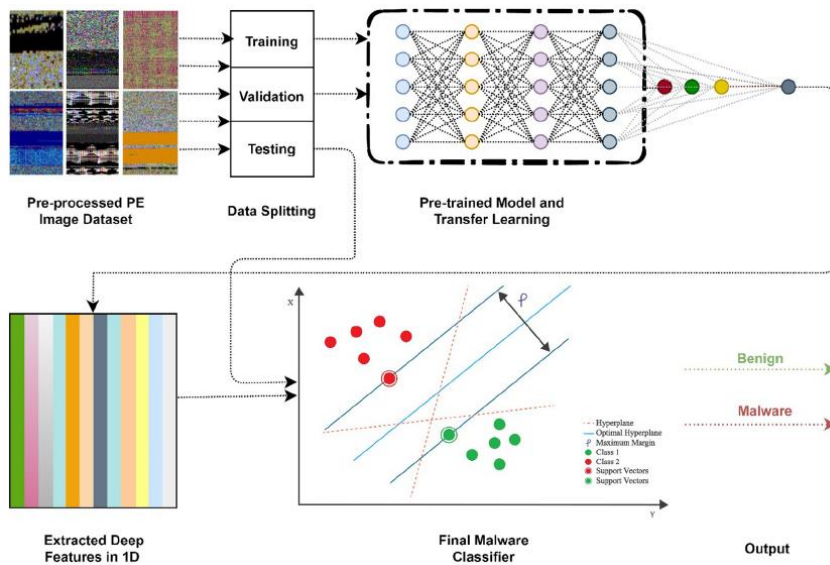 Training
Validation
Testing
Pre-processed PE
Image Dataset
Data Splitting
Pre-trained Model and
Transfer Learning
X
Y
Hyperplane
Optimal Hyperplane
Maximum Margin
Class 1
Class 2
Support Vectors
Support Vectors
Benign
Malware
Extracted Deep
Features in 1D
Final Malware
Classifier
Output